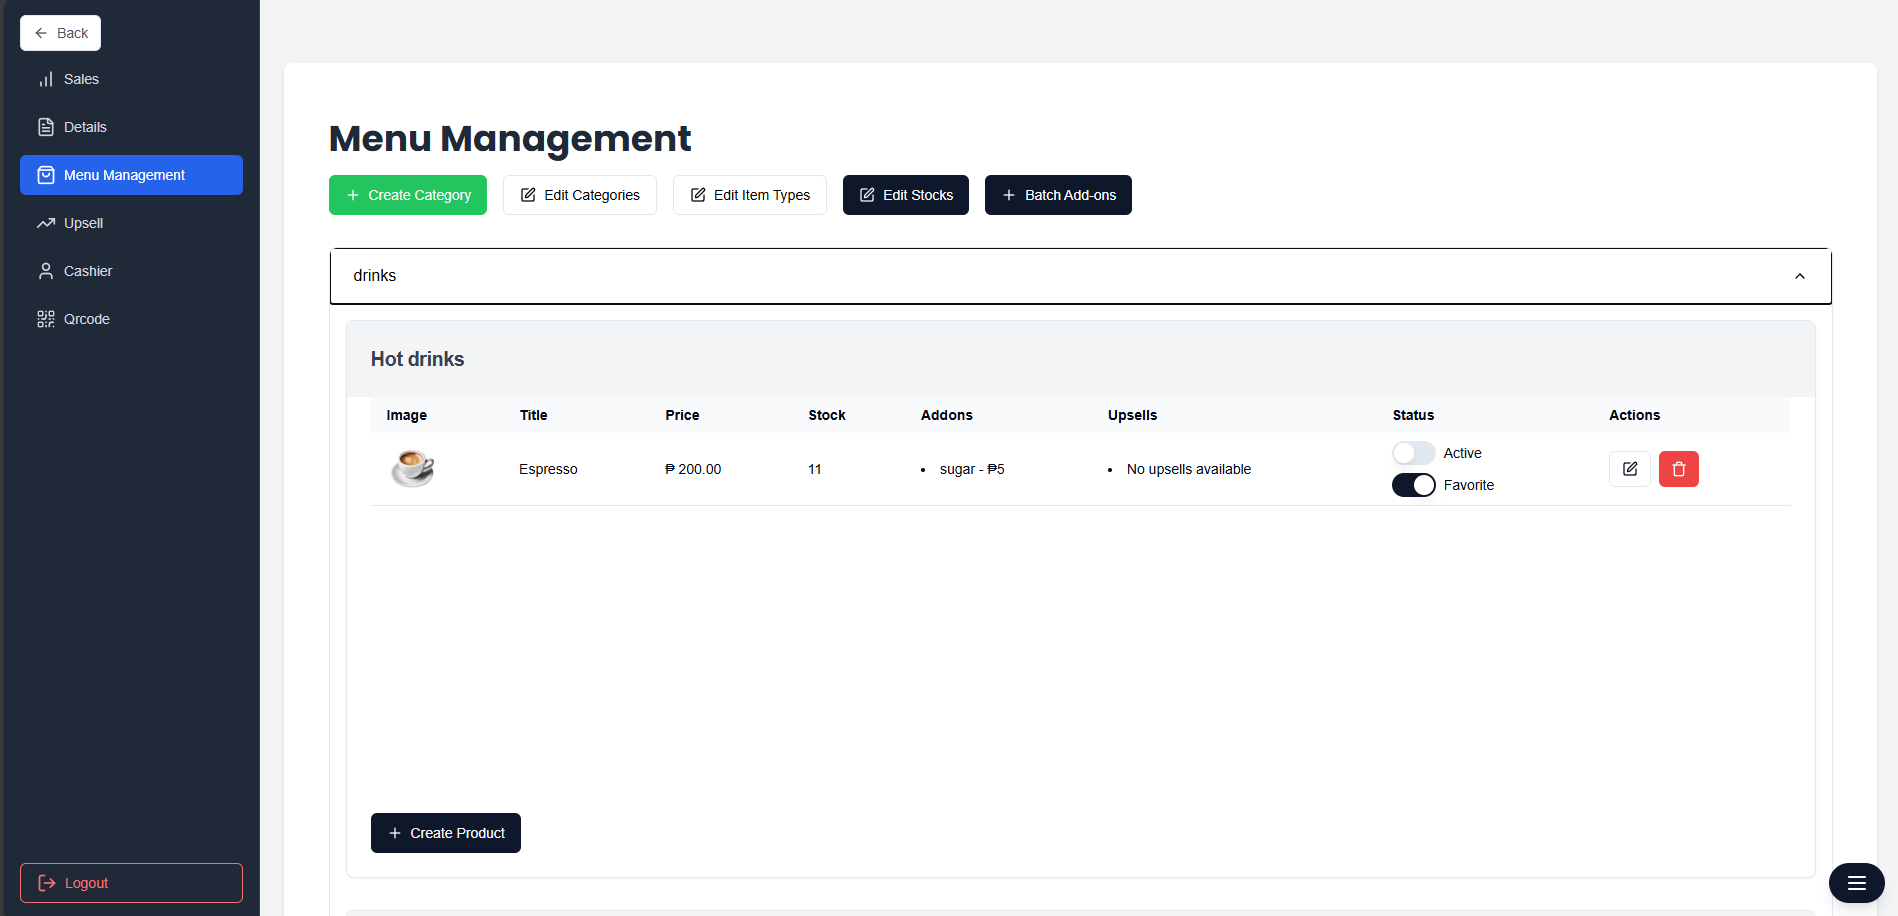 Back
Sales
Details
Menu Management
Upsell
Cashier
Qrcode
Logout
Menu Management
Create Category
Edit Categories
Edit Item Types
Edit Stocks
Batch Add-ons
drinks
Hot drinks
Image Title Price Stock Addons Upsells Status Actions
Espresso ₱ 200.00 11 • sugar - ₱5 • No upsells available
Active
Favorite
Create Product